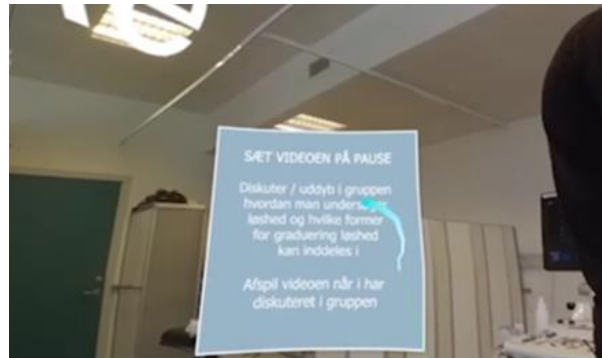 SÆT VIDEOEN PÅ PAUSE
Diskuter / uddyb i gruppen
hvordan man undersøger
løshed og hvilke former
for graduering løshed
kan inddeles i
Afspil videoen når i har
diskuteret i gruppen